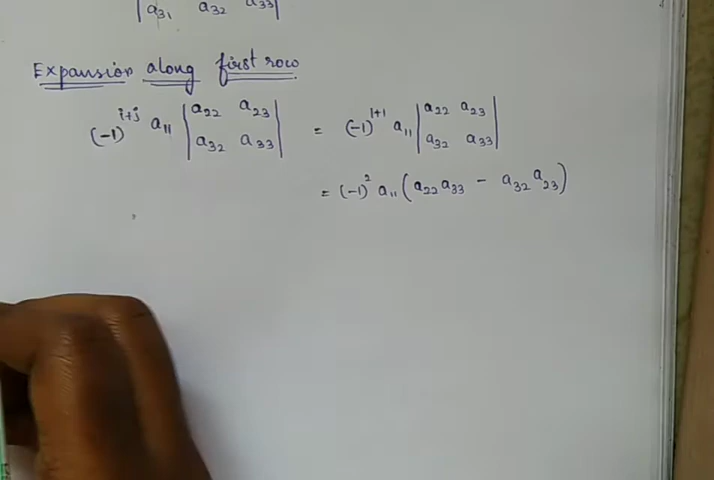 | a₃₁ a₃₂ a₃₃ |
Expansion along first row
(-1)^{i+j} a₁₁ | a₂₂ a₂₃ | = (-1)^{1+1} a₁₁ | a₂₂ a₂₃ |
| a₃₂ a₃₃ | | a₃₂ a₃₃ |
= (-1)² a₁₁ (a₂₂ a₃₃ - a₃₂ a₂₃)